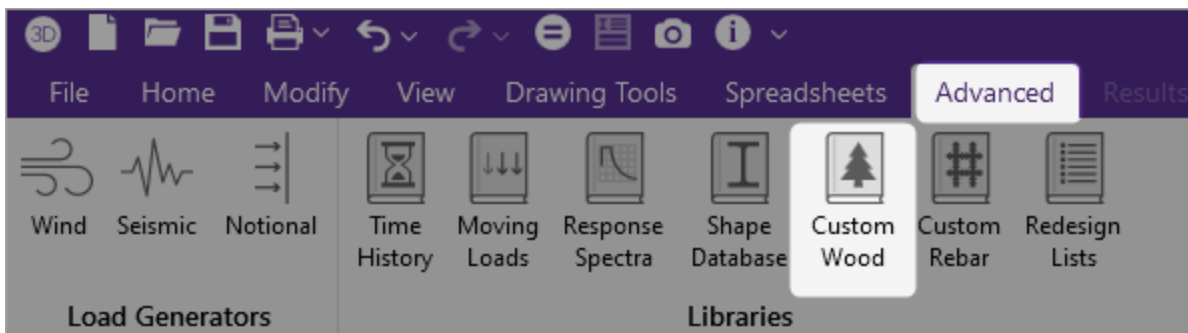 3D
File Home Modify View Drawing Tools Spreadsheets Advanced Results
Wind Seismic Notional Time Moving Response Shape Custom Custom Redesign
History Loads Spectra Database Wood Rebar Lists
Load Generators Libraries